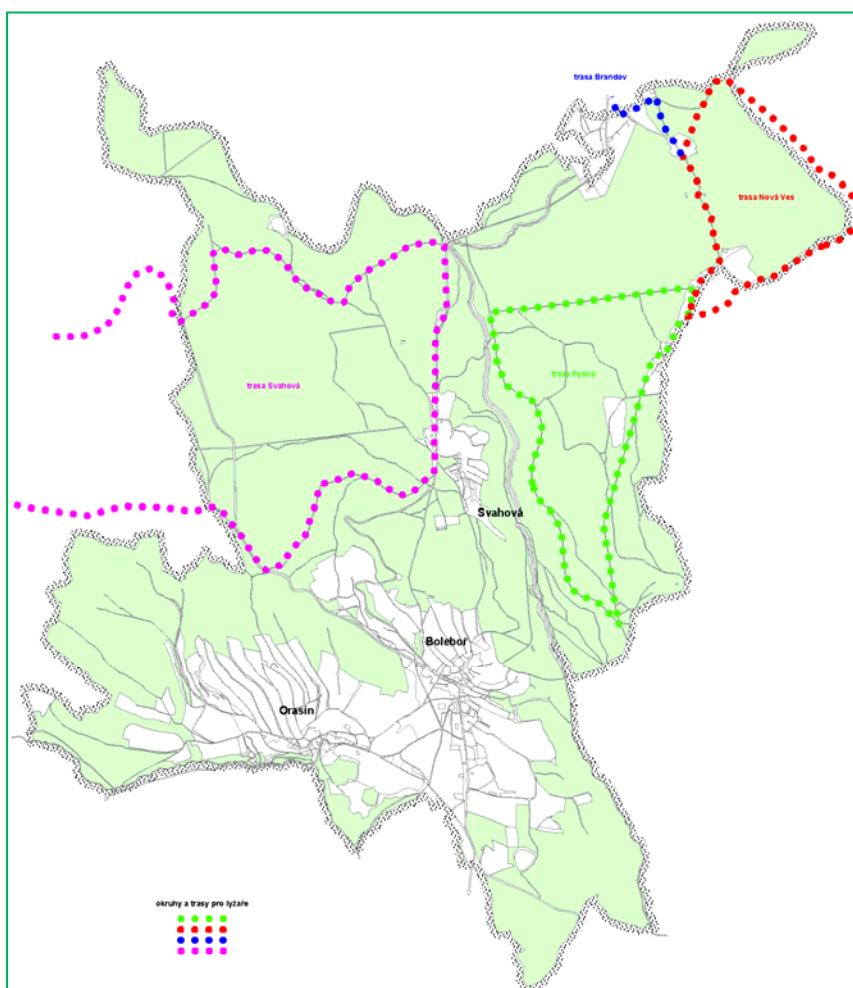 trasa Brandov
trasa Nová Ves
trasa Pyšná
trasa Svahová
Svahová
Boleboř
Orasín
okruhy a trasy pro lyžaře